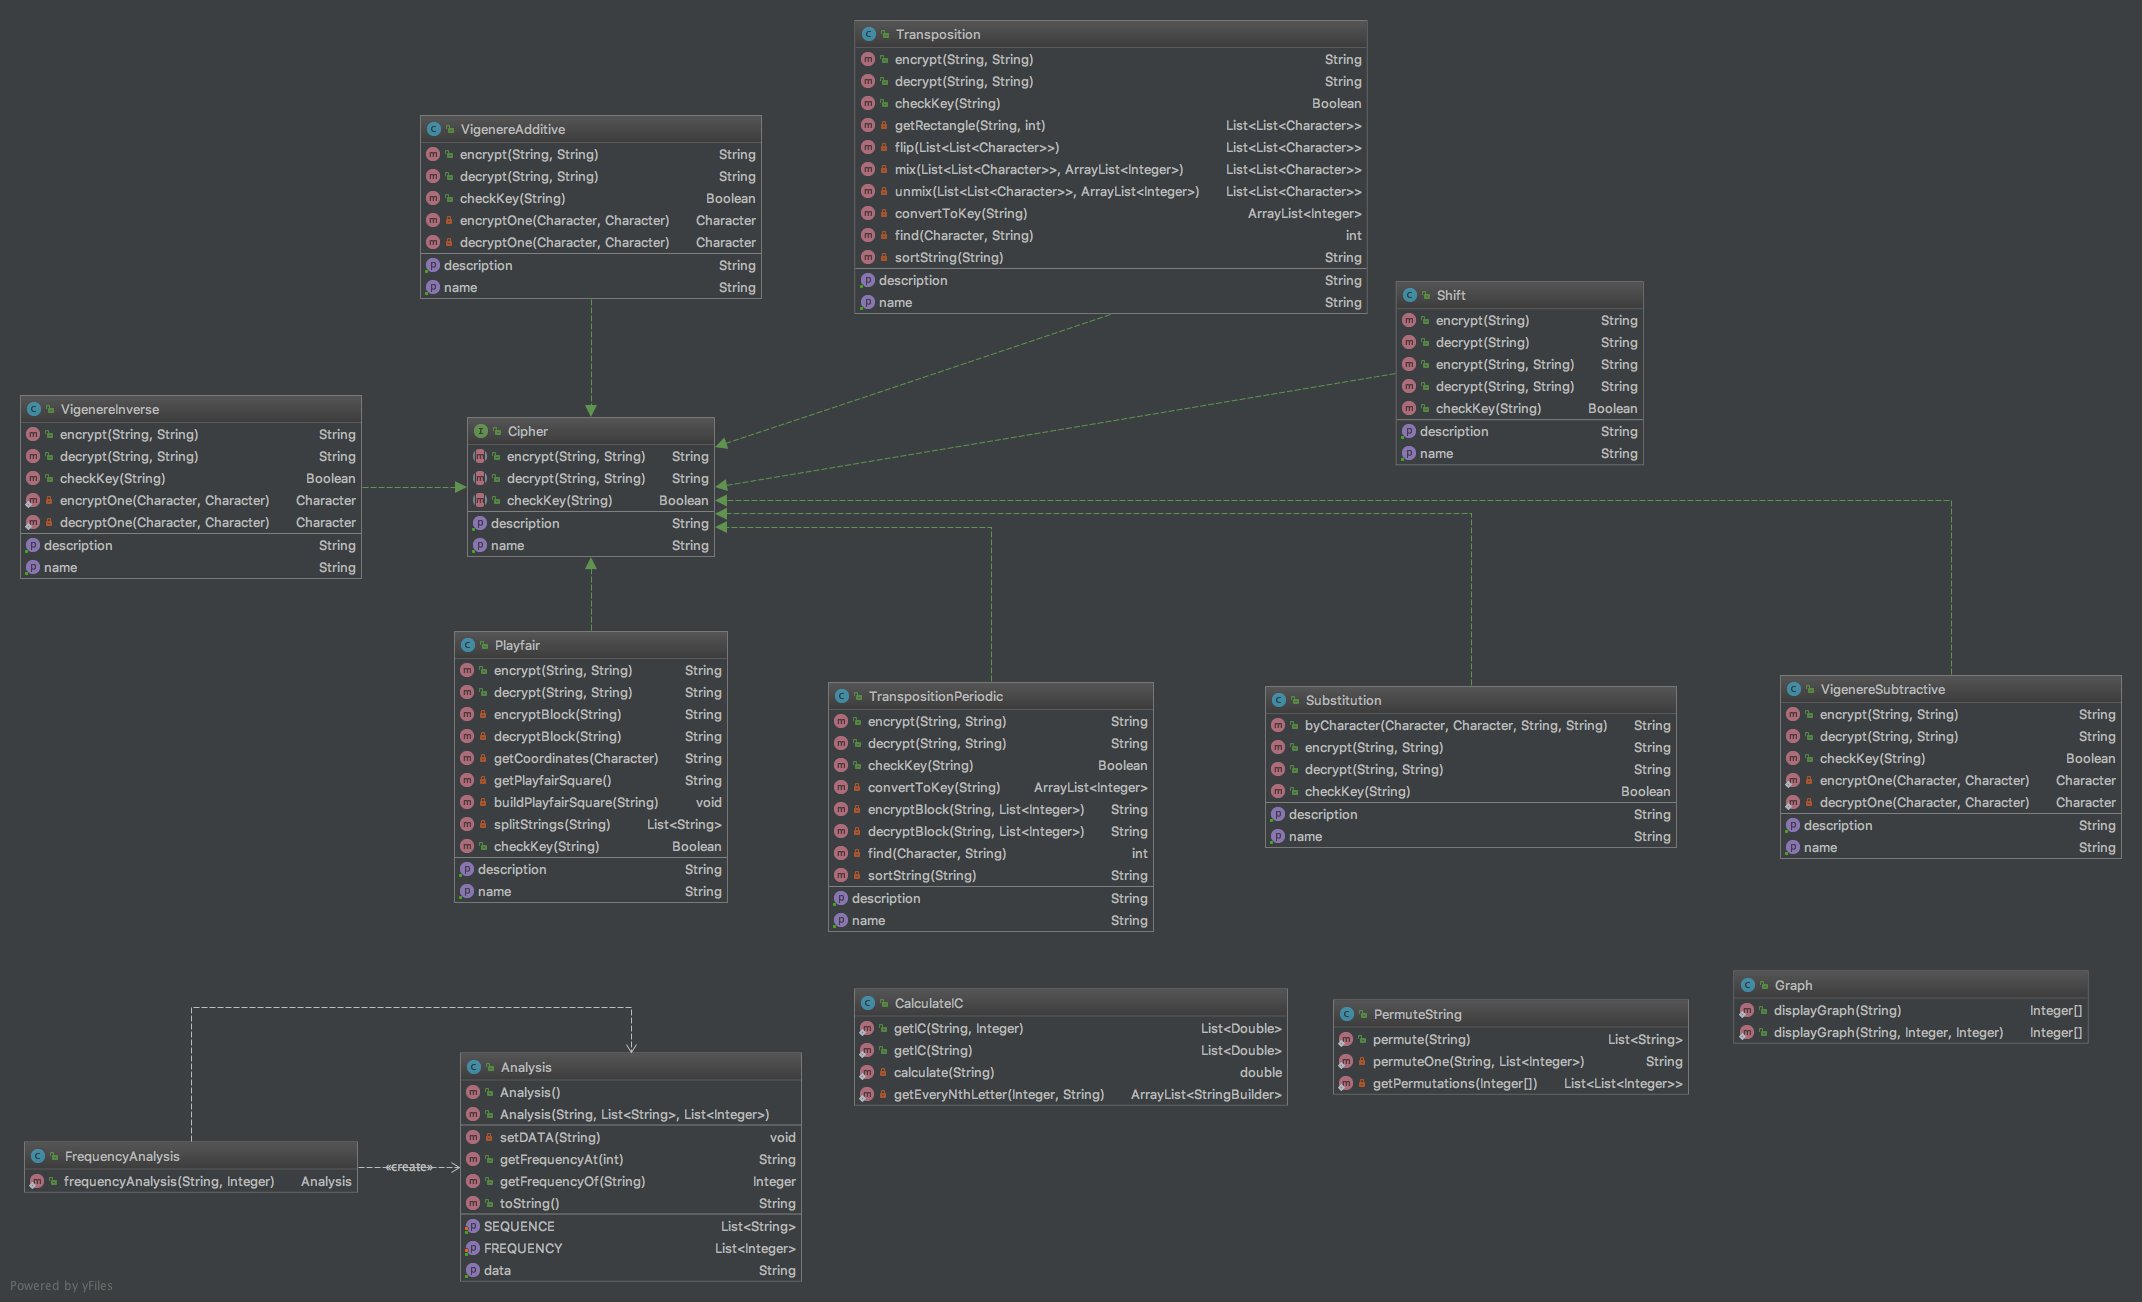 Transposition
encrypt(String, String) String
decrypt(String, String) String
checkKey(String) Boolean
getRectangle(String, int) List<List<Character>>
flip(List<List<Character>>) List<List<Character>>
mix(List<List<Character>>, ArrayList<Integer>) List<List<Character>>
unmix(List<List<Character>>, ArrayList<Integer>) List<List<Character>>
convertToKey(String) ArrayList<Integer>
find(Character, String) int
sortString(String) String
description String
name String
VigenereAdditive
encrypt(String, String) String
decrypt(String, String) String
checkKey(String) Boolean
encryptOne(Character, Character) Character
decryptOne(Character, Character) Character
description String
name String
Shift
encrypt(String) String
decrypt(String) String
encrypt(String, String) String
decrypt(String, String) String
checkKey(String) Boolean
description String
name String
VigenereInverse
encrypt(String, String) String
decrypt(String, String) String
checkKey(String) Boolean
encryptOne(Character, Character) Character
decryptOne(Character, Character) Character
description String
name String
Cipher
encrypt(String, String) String
decrypt(String, String) String
checkKey(String) Boolean
description String
name String
Playfair
encrypt(String, String) String
decrypt(String, String) String
encryptBlock(String) String
decryptBlock(String) String
getCoordinates(Character) String
getPlayfairSquare() String
buildPlayfairSquare(String) void
splitStrings(String) List<String>
checkKey(String) Boolean
description String
name String
TranspositionPeriodic
encrypt(String, String) String
decrypt(String, String) String
checkKey(String) Boolean
convertToKey(String) ArrayList<Integer>
encryptBlock(String, List<Integer>) String
decryptBlock(String, List<Integer>) String
find(Character, String) int
sortString(String) String
description String
name String
Substitution
byCharacter(Character, Character, String, String) String
encrypt(String, String) String
decrypt(String, String) String
checkKey(String) Boolean
description String
name String
VigenereSubtractive
encrypt(String, String) String
decrypt(String, String) String
checkKey(String) Boolean
encryptOne(Character, Character) Character
decryptOne(Character, Character) Character
description String
name String
CalculateIC
getIC(String, Integer) List<Double>
getIC(String) List<Double>
calculate(String) double
getEveryNthLetter(Integer, String) ArrayList<StringBuilder>
PermuteString
permute(String) List<String>
permuteOne(String, List<Integer>) String
getPermutations(Integer[]) List<List<Integer>>
Graph
displayGraph(String) Integer[]
displayGraph(String, Integer, Integer) Integer[]
FrequencyAnalysis
frequencyAnalysis(String, Integer) Analysis
«create»
Analysis
Analysis()
Analysis(String, List<String>, List<Integer>)
setDATA(String) void
getFrequencyAt(int) String
getFrequencyOf(String) Integer
toString() String
SEQUENCE List<String>
FREQUENCY List<Integer>
data String
Powered by yFiles